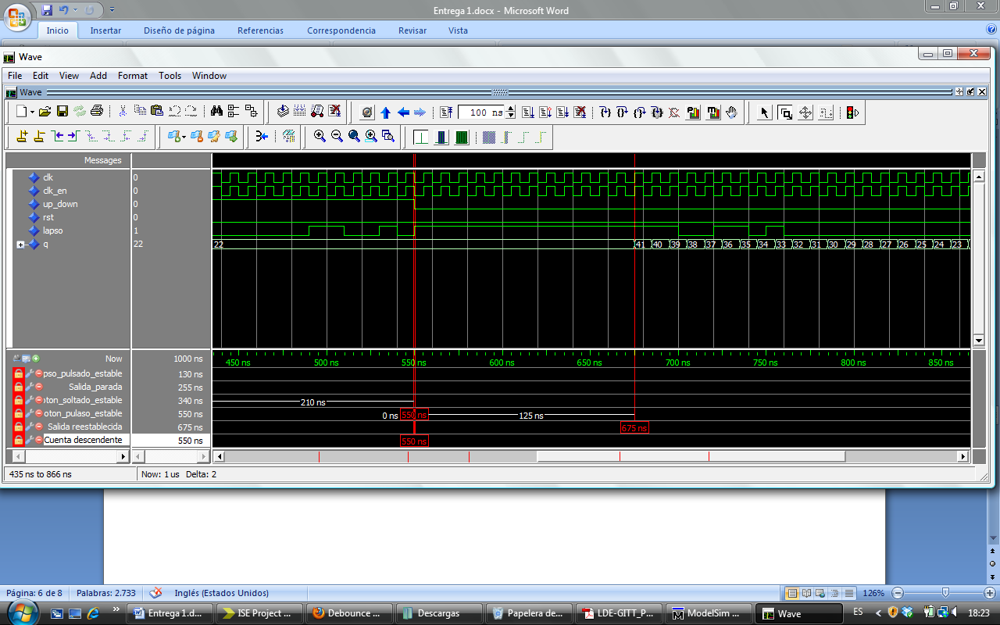 Entrega 1.docx - Microsoft Word
Inicio Insertar Diseño de página Referencias Correspondencia Revisar Vista
Wave
File Edit View Add Format Tools Window
Wave
100 ns
Messages
clk 0
clk_en 0
up_down 0
rst 0
lapso 1
q 22 22 41 40 39 38 37 36 35 34 33 32 31 30 29 28 27 26 25 24 23
Now 1000 ns 450 ns 500 ns 550 ns 600 ns 650 ns 700 ns 750 ns 800 ns 850 ns
pso_pulsado_estable 130 ns
Salida_parada 255 ns
oton_soltado_estable 340 ns 210 ns
oton_pulaso_estable 550 ns 0 ns 550 ns 125 ns
Salida reestablecida 675 ns 675 ns
Cuenta descendente 550 ns 550 ns
435 ns to 866 ns Now: 1 us Delta: 2
Página: 6 de 8 Palabras: 2.733 Inglés (Estados Unidos) 126%
Entrega 1.d... ISE Project ... Debounce ... Descargas Papelera de... LDE-GITT_P... ModelSim ... Wave ES 18:23